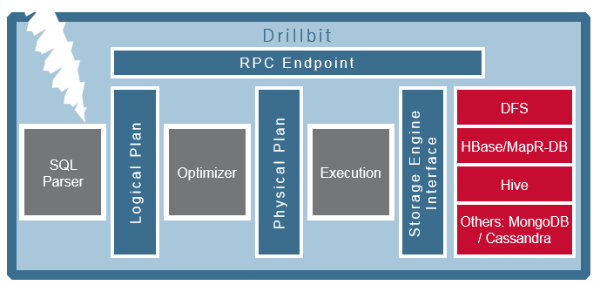 Drillbit
RPC Endpoint
SQL
Parser
Logical Plan
Optimizer
Physical Plan
Execution
Storage Engine
Interface
DFS
HBase/MapR-DB
Hive
Others: MongoDB
/ Cassandra